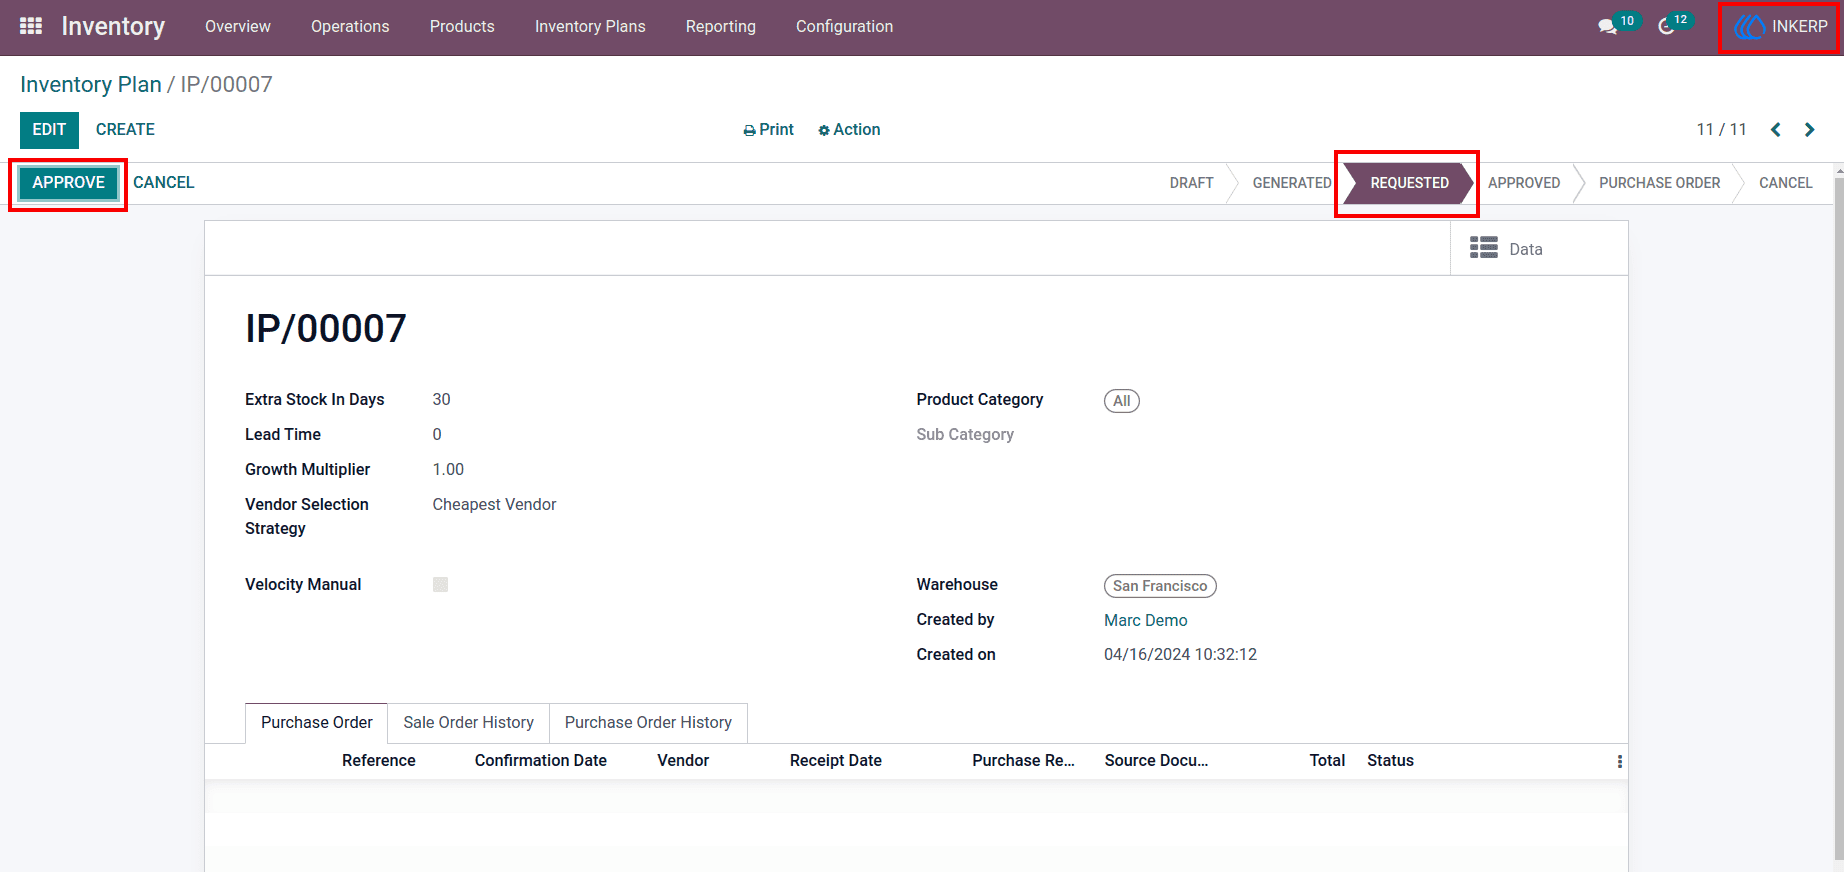 Inventory Overview Operations Products Inventory Plans Reporting Configuration 10 12 INKERP
Inventory Plan / IP/00007
EDIT CREATE Print Action 11 / 11
APPROVE CANCEL DRAFT GENERATED REQUESTED APPROVED PURCHASE ORDER CANCEL
Data
IP/00007
Extra Stock In Days 30 Product Category All
Lead Time 0 Sub Category
Growth Multiplier 1.00
Vendor Selection Cheapest Vendor
Strategy
Velocity Manual Warehouse San Francisco
Created by Marc Demo
Created on 04/16/2024 10:32:12
Purchase Order Sale Order History Purchase Order History
Reference Confirmation Date Vendor Receipt Date Purchase Re... Source Docu... Total Status